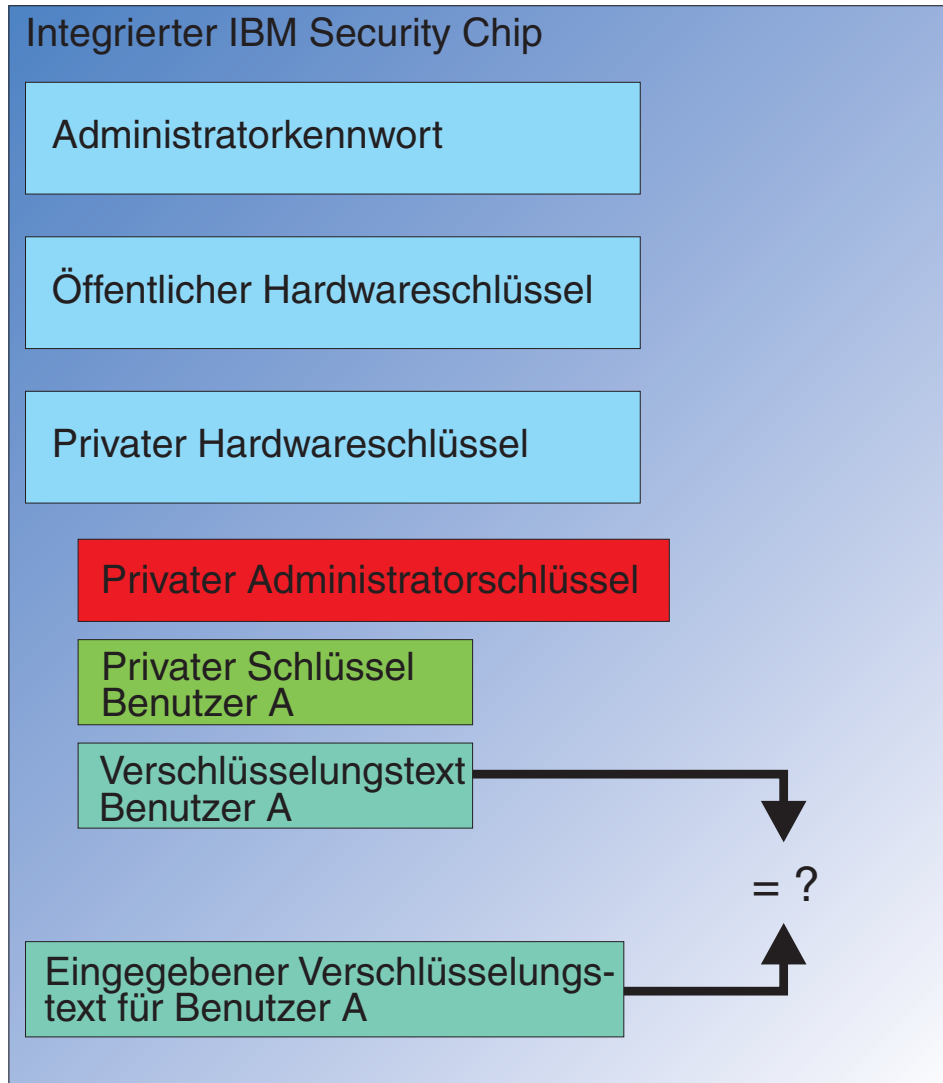 Integrierter IBM Security Chip
Administratorkennwort
Öffentlicher Hardwareschlüssel
Privater Hardwareschlüssel
Privater Administratorschlüssel
Privater Schlüssel
Benutzer A
Verschlüsselungstext
Benutzer A
= ?
Eingegebener Verschlüsselungs-
text für Benutzer A